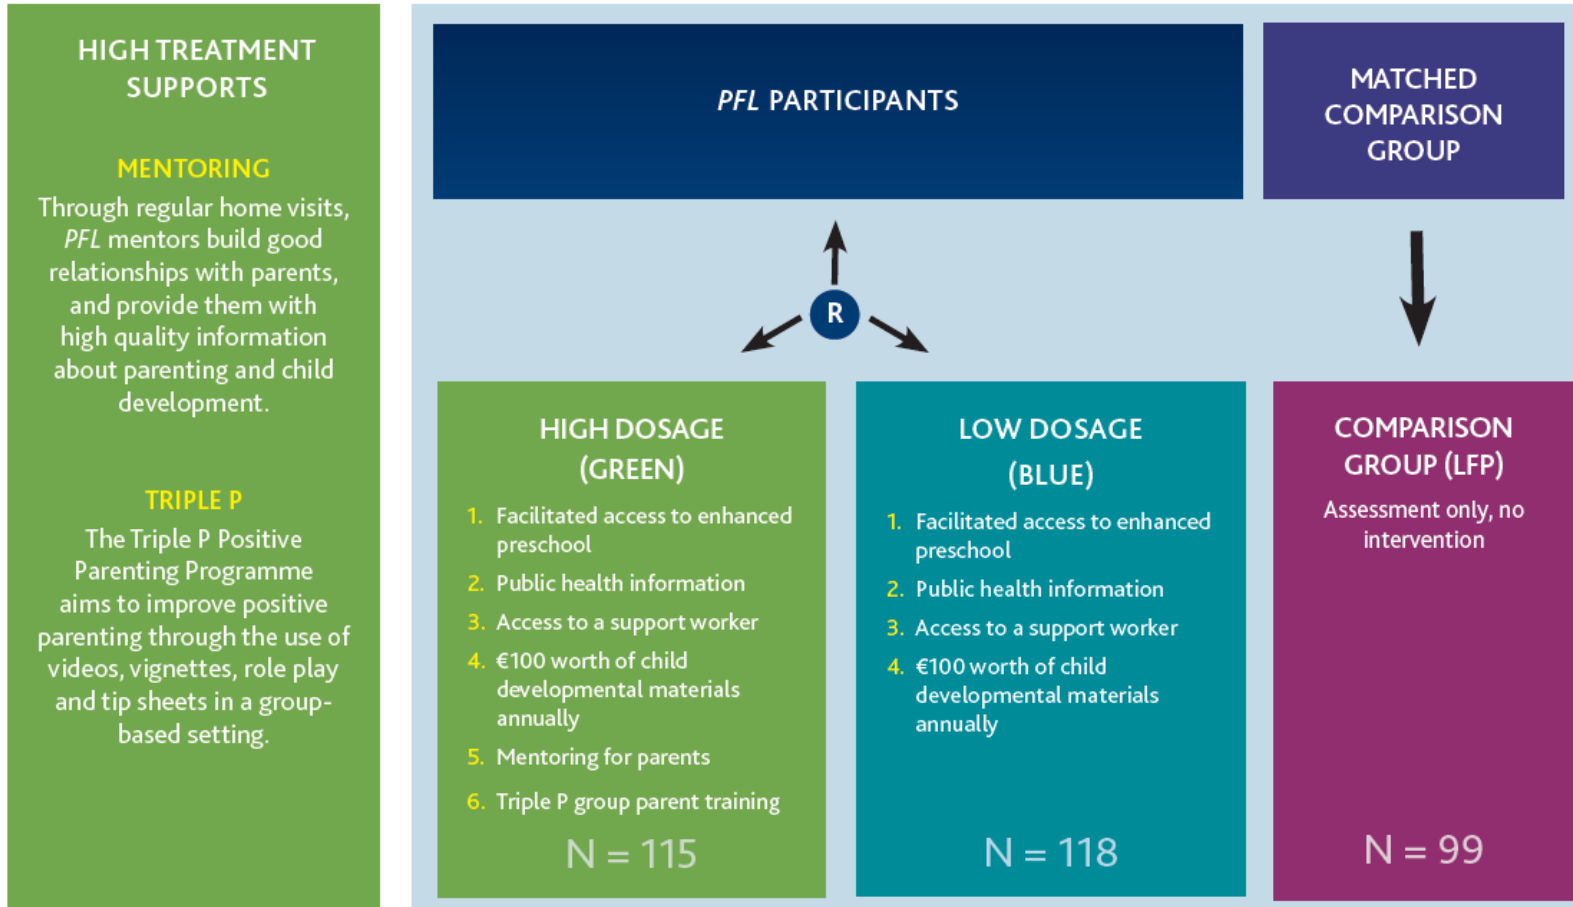 HIGH TREATMENT
SUPPORTS
MENTORING
Through regular home visits,
PFL mentors build good
relationships with parents,
and provide them with
high quality information
about parenting and child
development.
TRIPLE P
The Triple P Positive
Parenting Programme
aims to improve positive
parenting through the use of
videos, vignettes, role play
and tip sheets in a group-
based setting.
PFL PARTICIPANTS
MATCHED
COMPARISON
GROUP
R
HIGH DOSAGE
(GREEN)
1. Facilitated access to enhanced
preschool
2. Public health information
3. Access to a support worker
4. €100 worth of child
developmental materials
annually
5. Mentoring for parents
6. Triple P group parent training
N = 115
LOW DOSAGE
(BLUE)
1. Facilitated access to enhanced
preschool
2. Public health information
3. Access to a support worker
4. €100 worth of child
developmental materials
annually
N = 118
COMPARISON
GROUP (LFP)
Assessment only, no
intervention
N = 99